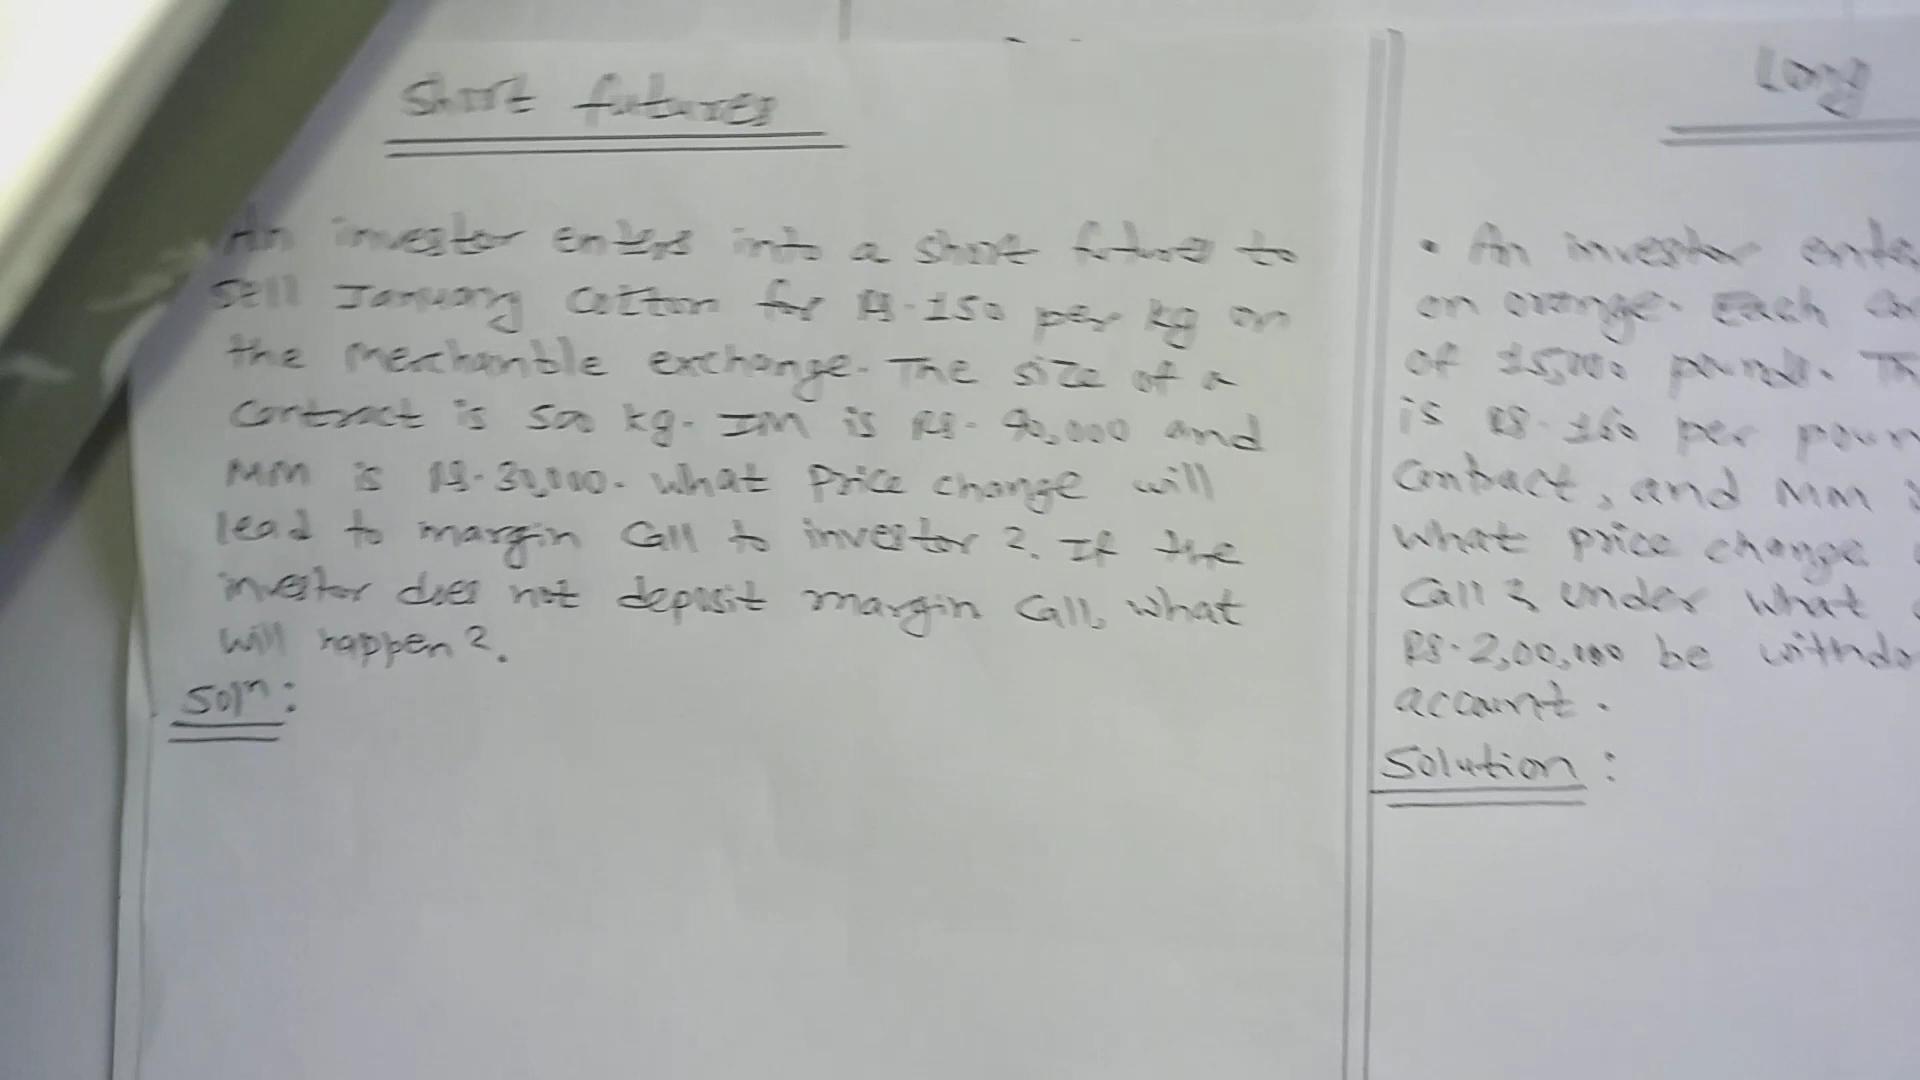 Short futures
An investor enters into a short futures to
sell January Cotton for Rs.150 per kg on
the merchantile exchange. The size of a
contract is 500 kg. IM is Rs. 40,000 and
MM is Rs.30,000. What price change will
lead to margin call to investor?. If the
investor does not deposit margin call, what
will happen?.
Soln:
Long
• An investor ente
on orange. Each
of 15,000 pounds. Th
is Rs. 160 per poun
contract, and MM
what price change
call? under what
Rs.2,00,000 be withd
account.
Solution: